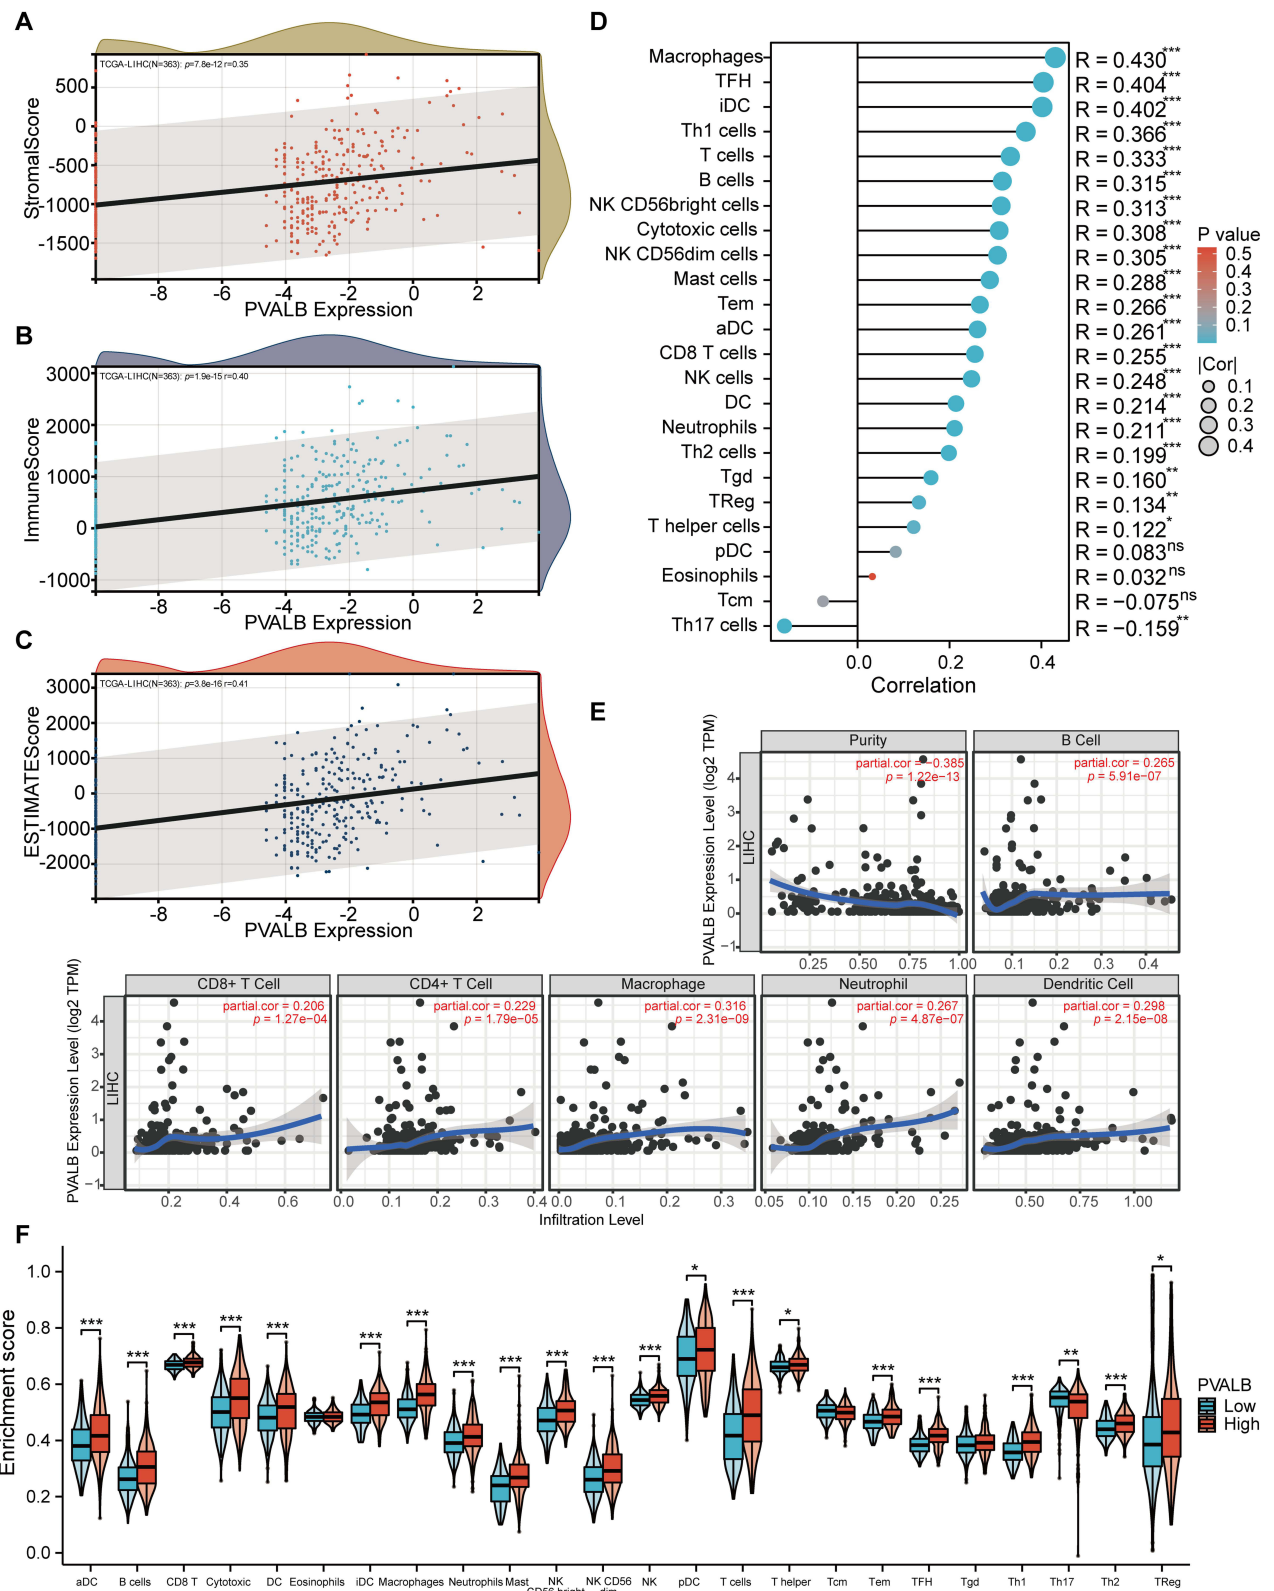 A
TCGA-LIHC(N=363): p=7.8e-12 r=0.35
StromalScore
500
0
-500
-1000
-1500
-8 -6 -4 -2 0 2
PVALB Expression
B
TCGA-LIHC(N=363): p=1.9e-15 r=0.40
ImmuneScore
3000
2000
1000
0
-1000
-8 -6 -4 -2 0 2
PVALB Expression
C
TCGA-LIHC(N=363): p=3.8e-16 r=0.41
ESTIMATEScore
3000
2000
1000
0
-1000
-2000
-8 -6 -4 -2 0 2
PVALB Expression
D
Macrophages R = 0.430***
TFH R = 0.404***
iDC R = 0.402***
Th1 cells R = 0.366***
T cells R = 0.333***
B cells R = 0.315***
NK CD56bright cells R = 0.313***
Cytotoxic cells R = 0.308***
NK CD56dim cells R = 0.305***
Mast cells R = 0.288***
Tem R = 0.266***
aDC R = 0.261***
CD8 T cells R = 0.255***
NK cells R = 0.248***
DC R = 0.214***
Neutrophils R = 0.211***
Th2 cells R = 0.199***
Tgd R = 0.160**
TReg R = 0.134**
T helper cells R = 0.122*
pDC R = 0.083ns
Eosinophils R = 0.032ns
Tcm R = −0.075ns
Th17 cells R = −0.159**
0.0 0.2 0.4
Correlation
P value
0.5
0.4
0.3
0.2
0.1
|Cor|
0.1
0.2
0.3
0.4
E
PVALB Expression Level (log2 TPM)
LIHC
4
3
2
1
0
−1
Purity
partial.cor = −0.385
p = 1.22e−13
0.25 0.50 0.75 1.00
B Cell
partial.cor = 0.265
p = 5.91e−07
0.1 0.2 0.3 0.4
PVALB Expression Level (log2 TPM)
LIHC
4
3
2
1
0
−1
CD8+ T Cell
partial.cor = 0.206
p = 1.27e−04
0.2 0.4 0.6
CD4+ T Cell
partial.cor = 0.229
p = 1.79e−05
0.0 0.1 0.2 0.3 0.4
Macrophage
partial.cor = 0.316
p = 2.31e−09
0.0 0.1 0.2 0.3
Neutrophil
partial.cor = 0.267
p = 4.87e−07
0.05 0.10 0.15 0.20 0.25
Dendritic Cell
partial.cor = 0.298
p = 2.15e−08
0.50 0.75 1.00
Infiltration Level
F
Enrichment score
1.0
0.8
0.6
0.4
0.2
0.0
*** *** *** *** *** *** *** *** *** *** *** *** * *** * *** *** *** ** *** *
aDC B cells CD8 T Cytotoxic DC Eosinophils iDC Macrophages Neutrophils Mast NK NK CD56 NK pDC T cells T helper Tcm Tem TFH Tgd Th1 Th17 Th2 TReg
PVALB
Low
High